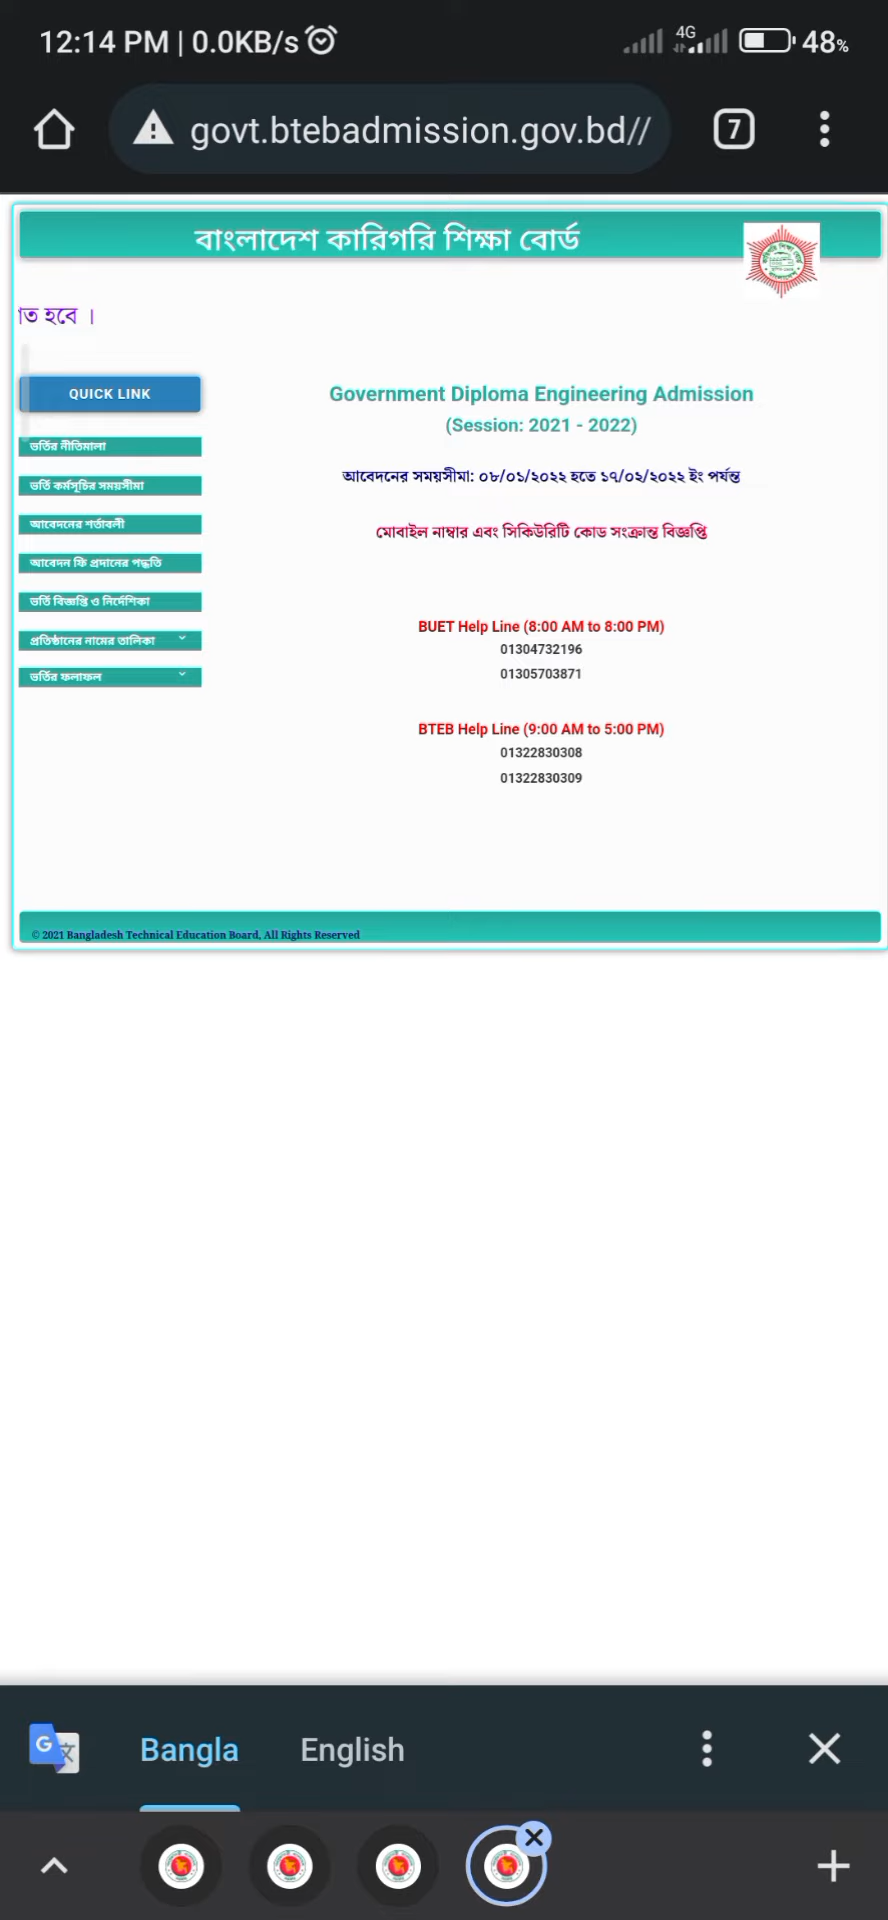 12:14 PM | 0.0KB/s
4G
48%
govt.btebadmission.gov.bd//
7
বাংলাদেশ কারিগরি শিক্ষা বোর্ড
হবে ।
QUICK LINK
Government Diploma Engineering Admission
(Session: 2021 - 2022)
ভর্তির নীতিমালা
ভর্তি কর্মসূচির সময়সীমা
আবেদনের সময়সীমা: ০৮/০১/২০২২ হতে ১৭/০২/২০২২ ইং পর্যন্ত
আবেদনের শর্তাবলী
মোবাইল নাম্বার এবং সিকিউরিটি কোড সংক্রান্ত বিজ্ঞপ্তি
আবেদন ফি প্রদানের পদ্ধতি
ভর্তি বিজ্ঞপ্তি ও নির্দেশিকা
প্রতিষ্ঠানের নামের তালিকা
ভর্তির ফলাফল
BUET Help Line (8:00 AM to 8:00 PM)
01304732196
01305703871
BTEB Help Line (9:00 AM to 5:00 PM)
01322830308
01322830309
© 2021 Bangladesh Technical Education Board, All Rights Reserved
Bangla English